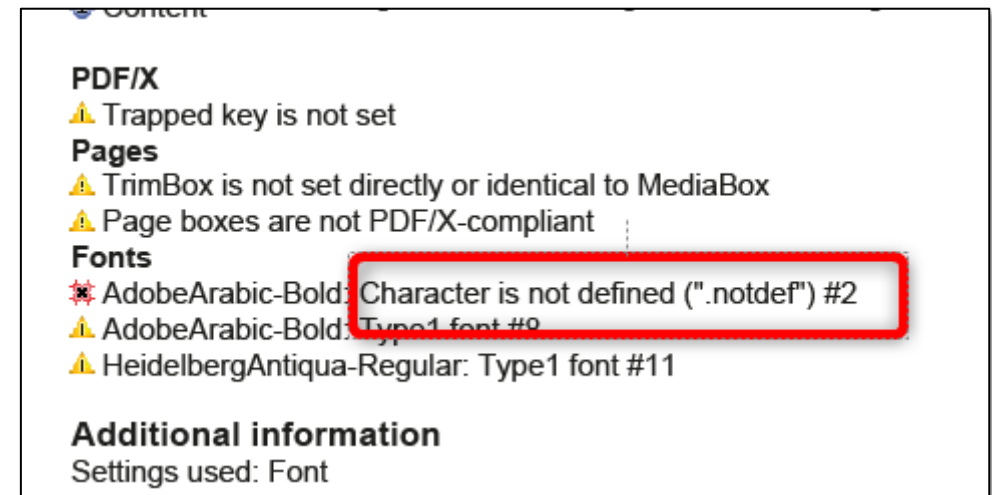 Content
PDF/X
Trapped key is not set
Pages
TrimBox is not set directly or identical to MediaBox
Page boxes are not PDF/X-compliant
Fonts
AdobeArabic-Bold: Character is not defined (".notdef") #2
AdobeArabic-Bold: Type1 font #8
HeidelbergAntiqua-Regular: Type1 font #11
Additional information
Settings used: Font